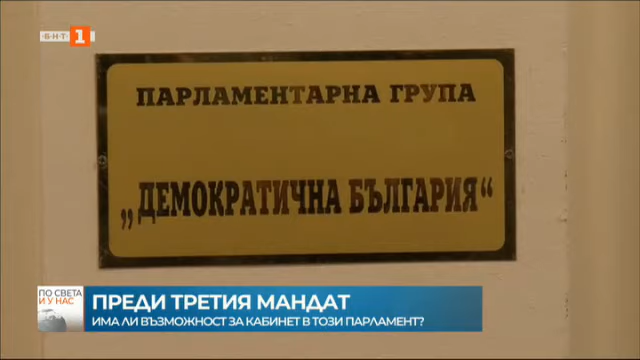 БНТ 1
ПАРЛАМЕНТАРНА ГРУПА
„ДЕМОКРАТИЧНА БЪЛГАРИЯ“
ПО СВЕТА
И У НАС
ПРЕДИ ТРЕТИЯ МАНДАТ
ИМА ЛИ ВЪЗМОЖНОСТ ЗА КАБИНЕТ В ТОЗИ ПАРЛАМЕНТ?